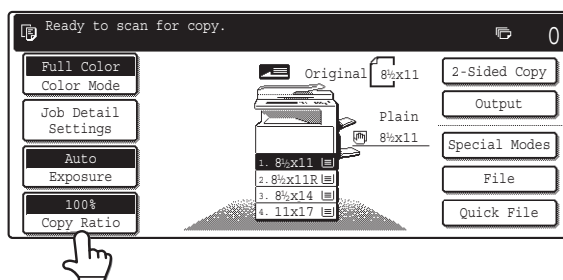 Ready to scan for copy.
0
Full Color
Color Mode
Job Detail
Settings
Auto
Exposure
100%
Copy Ratio
Original
8½x11
Plain
8½x11
1. 8½x11
2. 8½x11R
3. 8½x14
4. 11x17
2-Sided Copy
Output
Special Modes
File
Quick File